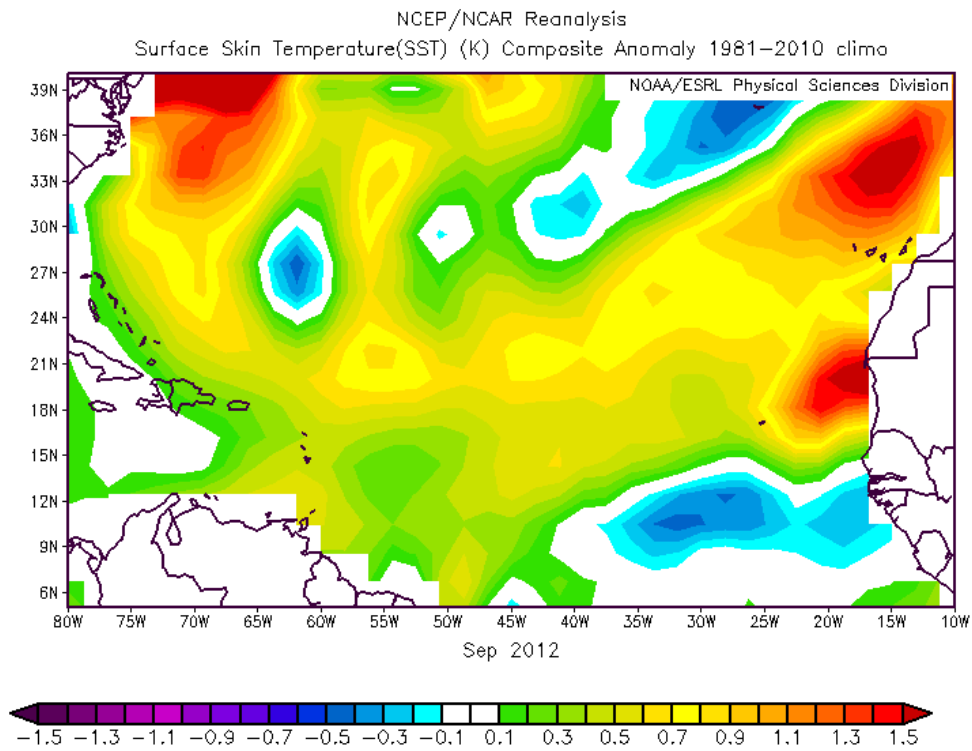 NCEP/NCAR Reanalysis
Surface Skin Temperature(SST) (K) Composite Anomaly 1981−2010 climo
NOAA/ESRL Physical Sciences Division
39N
36N
33N
30N
27N
24N
21N
18N
15N
12N
9N
6N
80W 75W 70W 65W 60W 55W 50W 45W 40W 35W 30W 25W 20W 15W 10W
Sep 2012
−1.5 −1.3 −1.1 −0.9 −0.7 −0.5 −0.3 −0.1 0.1 0.3 0.5 0.7 0.9 1.1 1.3 1.5